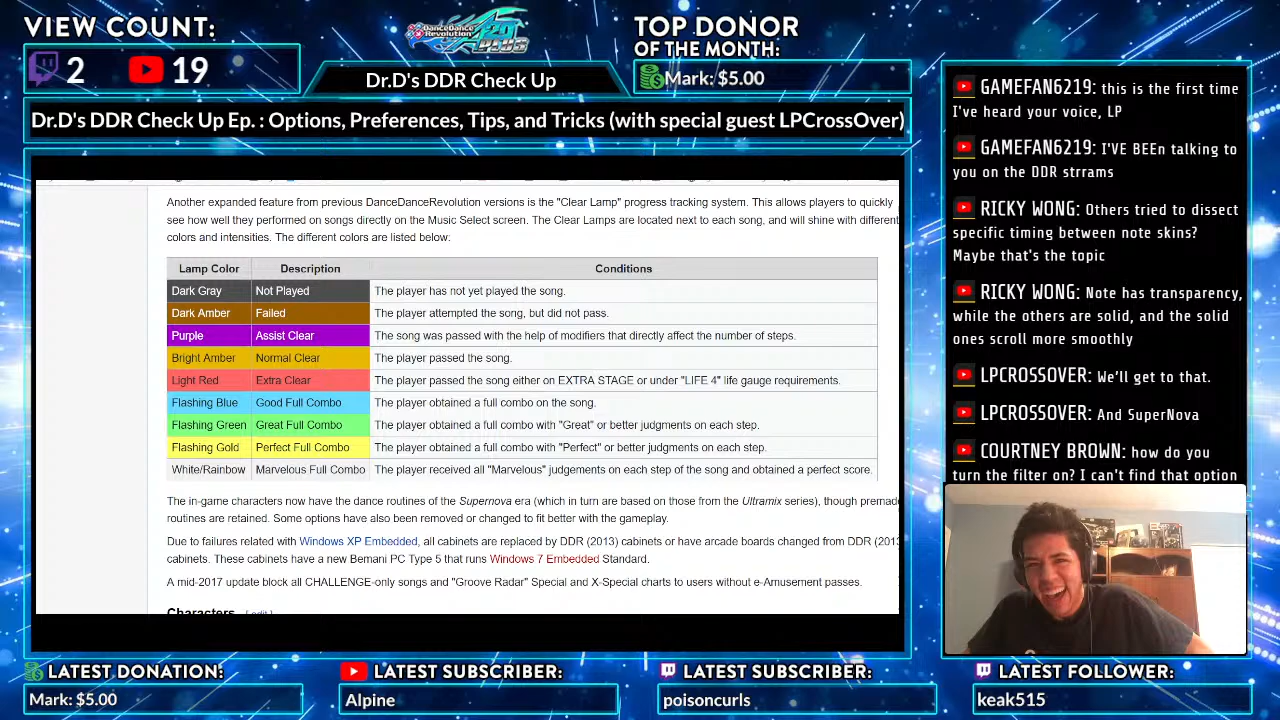 VIEW COUNT:
2
19
DanceDanceRevolution
A20
PLUS
Dr.D's DDR Check Up
TOP DONOR
OF THE MONTH:
Mark: $5.00
Dr.D's DDR Check Up Ep. : Options, Preferences, Tips, and Tricks (with special guest LPCrossOver)
Another expanded feature from previous DanceDanceRevolution versions is the "Clear Lamp" progress tracking system. This allows players to quickly
see how well they performed on songs directly on the Music Select screen. The Clear Lamps are located next to each song, and will shine with different
colors and intensities. The different colors are listed below:
Lamp Color Description Conditions
Dark Gray Not Played The player has not yet played the song.
Dark Amber Failed The player attempted the song, but did not pass.
Purple Assist Clear The song was passed with the help of modifiers that directly affect the number of steps.
Bright Amber Normal Clear The player passed the song.
Light Red Extra Clear The player passed the song either on EXTRA STAGE or under "LIFE 4" life gauge requirements.
Flashing Blue Good Full Combo The player obtained a full combo on the song.
Flashing Green Great Full Combo The player obtained a full combo with "Great" or better judgments on each step.
Flashing Gold Perfect Full Combo The player obtained a full combo with "Perfect" or better judgments on each step.
White/Rainbow Marvelous Full Combo The player received all "Marvelous" judgements on each step of the song and obtained a perfect score.
The in-game characters now have the dance routines of the Supernova era (which in turn are based on those from the Ultramix series), though premade
routines are retained. Some options have also been removed or changed to fit better with the gameplay.
Due to failures related with Windows XP Embedded, all cabinets are replaced by DDR (2013) cabinets or have arcade boards changed from DDR (2013
cabinets. These cabinets have a new Bemani PC Type 5 that runs Windows 7 Embedded Standard.
A mid-2017 update block all CHALLENGE-only songs and "Groove Radar" Special and X-Special charts to users without e-Amusement passes.
Characters [ edit ]
GAMEFAN6219: this is the first time
I've heard your voice, LP
GAMEFAN6219: I'VE BEEn talking to
you on the DDR strrams
RICKY WONG: Others tried to dissect
specific timing between note skins?
Maybe that's the topic
RICKY WONG: Note has transparency,
while the others are solid, and the solid
ones scroll more smoothly
LPCROSSOVER: We'll get to that.
LPCROSSOVER: And SuperNova
COURTNEY BROWN: how do you
turn the filter on? I can't find that option
LATEST DONATION:
Mark: $5.00
LATEST SUBSCRIBER:
Alpine
LATEST SUBSCRIBER:
poisoncurls
LATEST FOLLOWER:
keak515